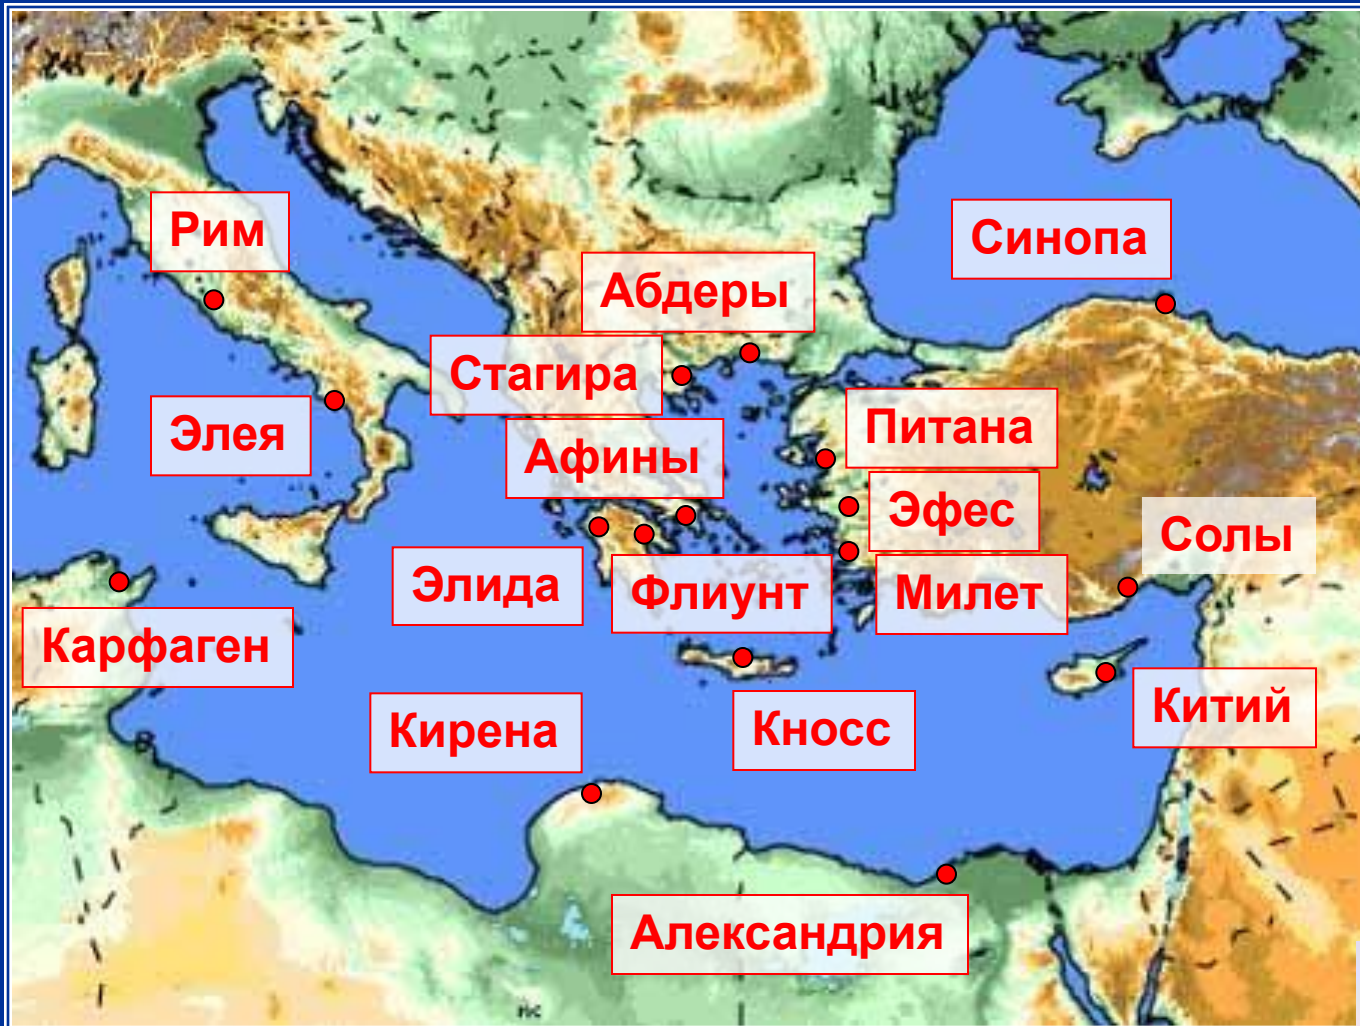 Рим
Синопа
Абдеры
Стагира
Питана
Элея
Афины
Эфес
Солы
Элида
Флиунт
Милет
Карфаген
Китий
Кирена
Кносс
Александрия